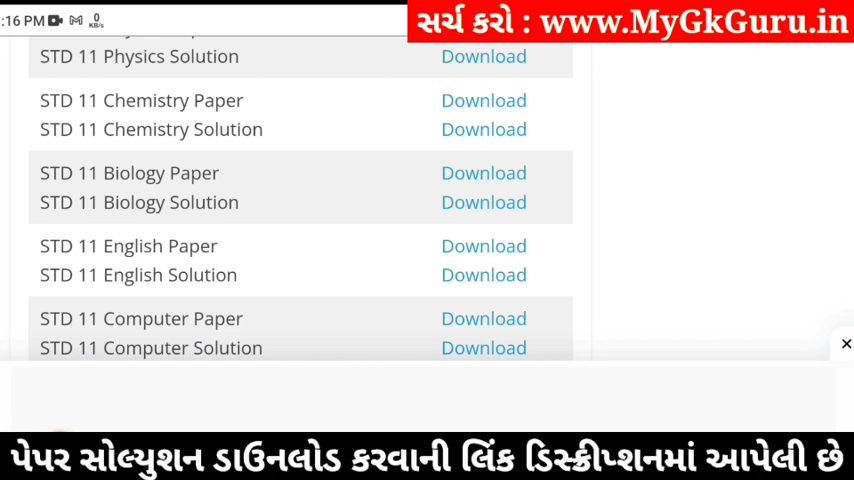 :16 PM 0 KB/s
સર્ચ કરો : www.MyGkGuru.in
STD 11 Physics Solution Download
STD 11 Chemistry Paper Download
STD 11 Chemistry Solution Download
STD 11 Biology Paper Download
STD 11 Biology Solution Download
STD 11 English Paper Download
STD 11 English Solution Download
STD 11 Computer Paper Download
STD 11 Computer Solution Download
પેપર સોલ્યુશન ડાઉનલોડ કરવાની લિંક ડિસ્ક્રીપ્શનમાં આપેલી છે